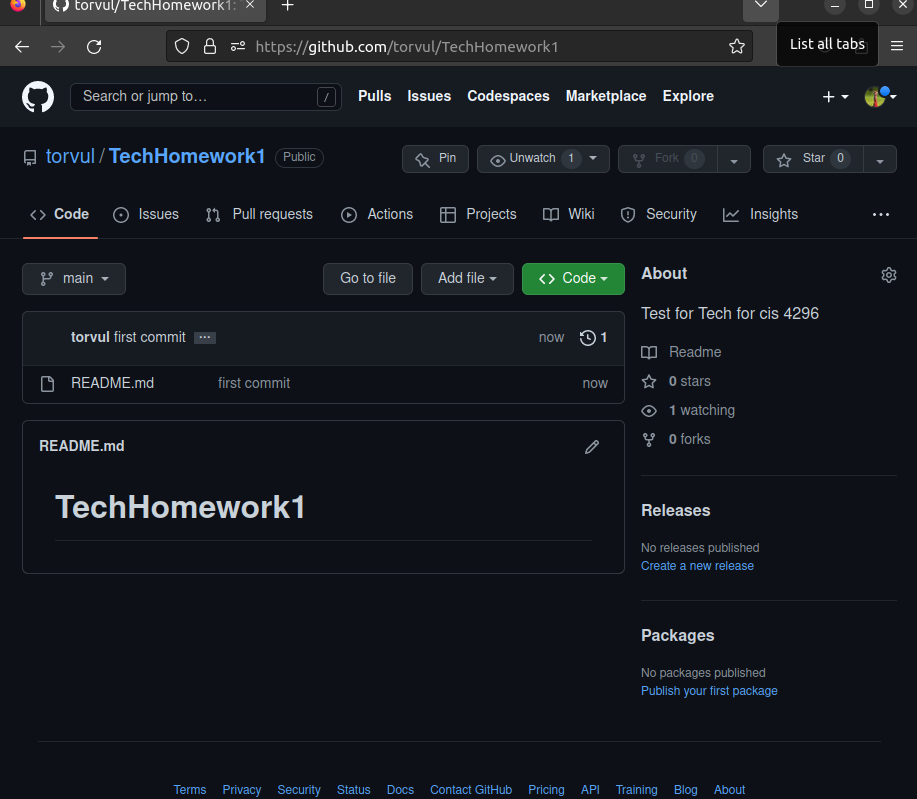 torvul/TechHomework1:
https://github.com/torvul/TechHomework1
List all tabs
Search or jump to…
/
Pulls Issues Codespaces Marketplace Explore
torvul / TechHomework1 Public
Pin Unwatch 1 Fork 0 Star 0
Code Issues Pull requests Actions Projects Wiki Security Insights
main Go to file Add file Code
torvul first commit now 1
README.md first commit now
README.md
TechHomework1
About
Test for Tech for cis 4296
Readme
0 stars
1 watching
0 forks
Releases
No releases published
Create a new release
Packages
No packages published
Publish your first package
Terms Privacy Security Status Docs Contact GitHub Pricing API Training Blog About